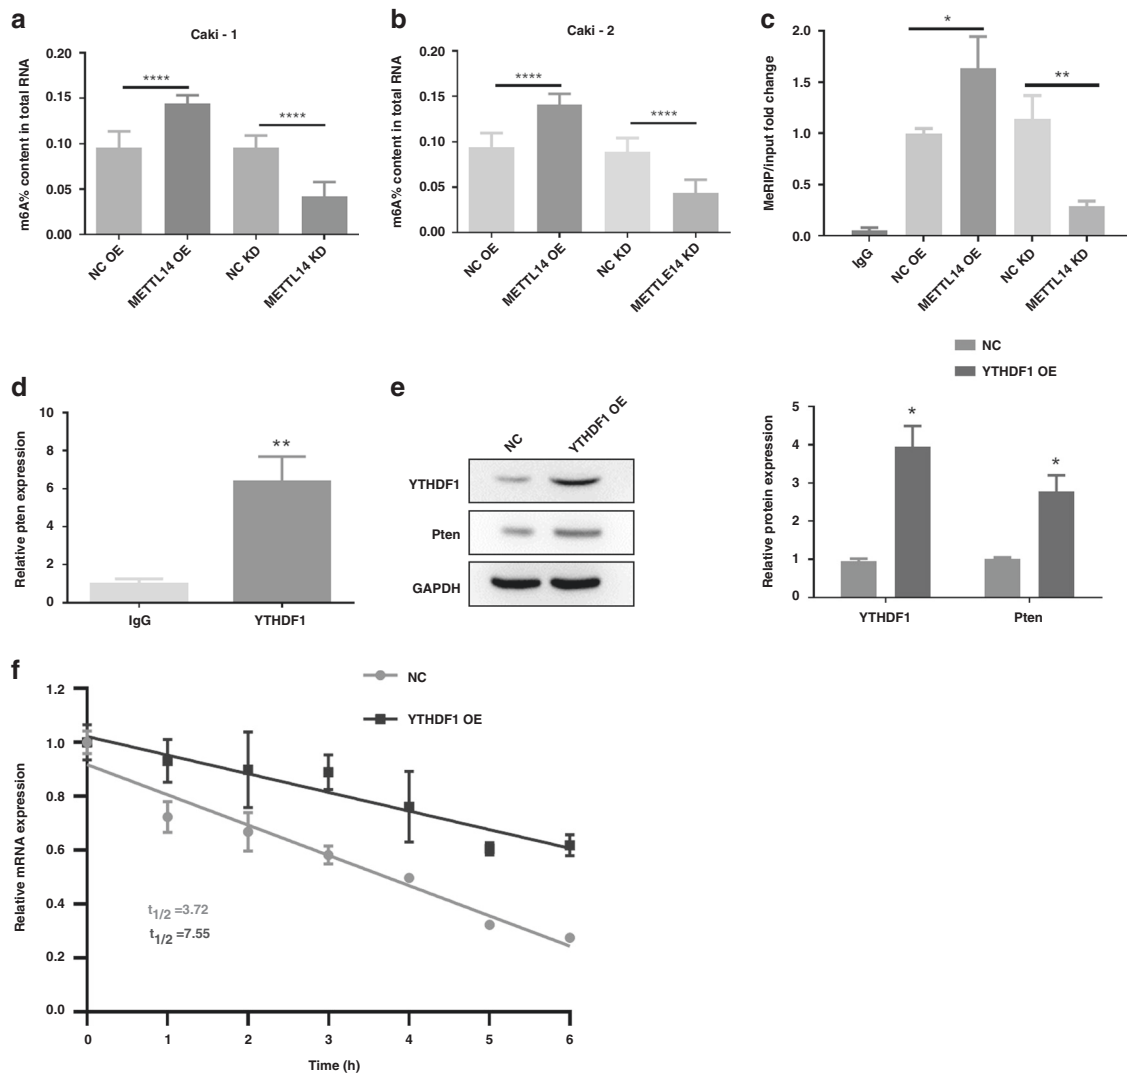 a
Caki - 1
m6A% content in total RNA
0.20
0.15
0.10
0.05
0.00
****
****
NC OE
METTL14 OE
NC KD
METTL14 KD
b
Caki - 2
m6A% content in total RNA
0.20
0.15
0.10
0.05
0.00
****
****
NC OE
METTL14 OE
NC KD
METTLE14 KD
c
MeRIP/input fold change
2.0
1.5
1.0
0.5
0.0
*
**
IgG
NC OE
METTL14 OE
NC KD
METTL14 KD
d
Relative pten expression
10
8
6
4
2
0
**
IgG
YTHDF1
e
NC
YTHDF1 OE
YTHDF1
Pten
GAPDH
NC
YTHDF1 OE
Relative protein expression
5
4
3
2
1
0
*
*
YTHDF1
Pten
f
NC
YTHDF1 OE
Relative mRNA expression
1.2
1.0
0.8
0.6
0.4
0.2
0.0
t1/2 =3.72
t1/2 =7.55
0
1
2
3
4
5
6
Time (h)